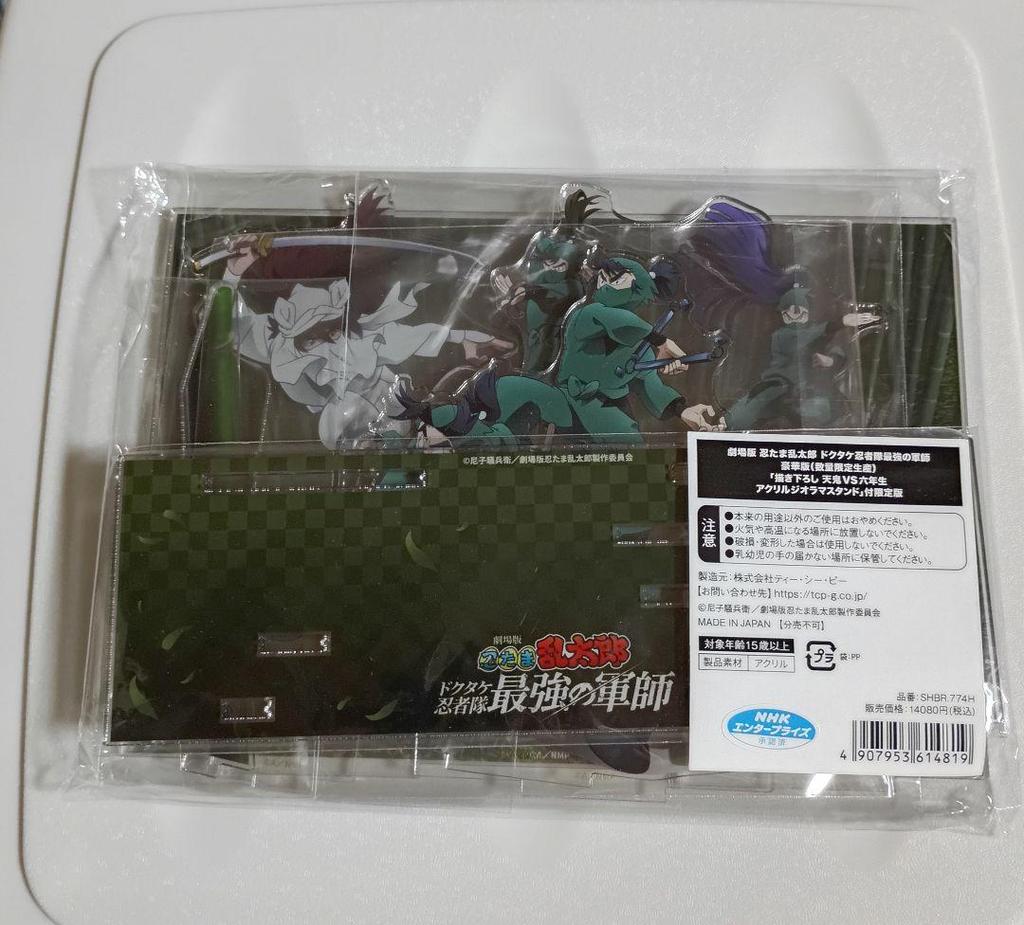 ©尼子騒兵衛／劇場版忍たま乱太郎製作委員会
劇場版
忍たま乱太郎
ドクタケ忍者隊 最強の軍師
劇場版 忍たま乱太郎 ドクタケ忍者隊最強の軍師
豪華版(数量限定生産)
「描き下ろし 天鬼VS六年生
アクリルジオラマスタンド」付限定版
注意
●本来の用途以外のご使用はおやめください。
●火気や高温になる場所に放置しないでください。
●破損・変形した場合は使用しないでください。
●乳幼児の手の届かない場所に保管してください。
製造元：株式会社ティー・シー・ピー
【お問い合わせ先】https://tcp-g.co.jp/
©尼子騒兵衛／劇場版忍たま乱太郎製作委員会
MADE IN JAPAN 【分売不可】
対象年齢15歳以上
製品素材 アクリル
プラ 袋:PP
品番：SHBR 774H
販売価格：14080円(税込)
NHK
エンタープライズ
承認済
4 907953 614819